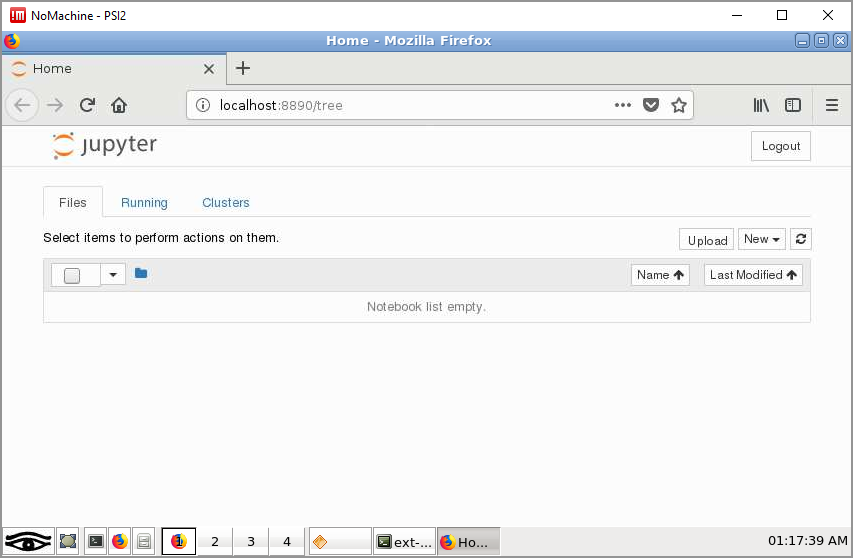 NoMachine - PSI2
Home - Mozilla Firefox
Home
localhost:8890/tree
jupyter
Logout
Files Running Clusters
Select items to perform actions on them.
Upload New
Name Last Modified
Notebook list empty.
1 2 3 4 ext-... Ho... 01:17:39 AM